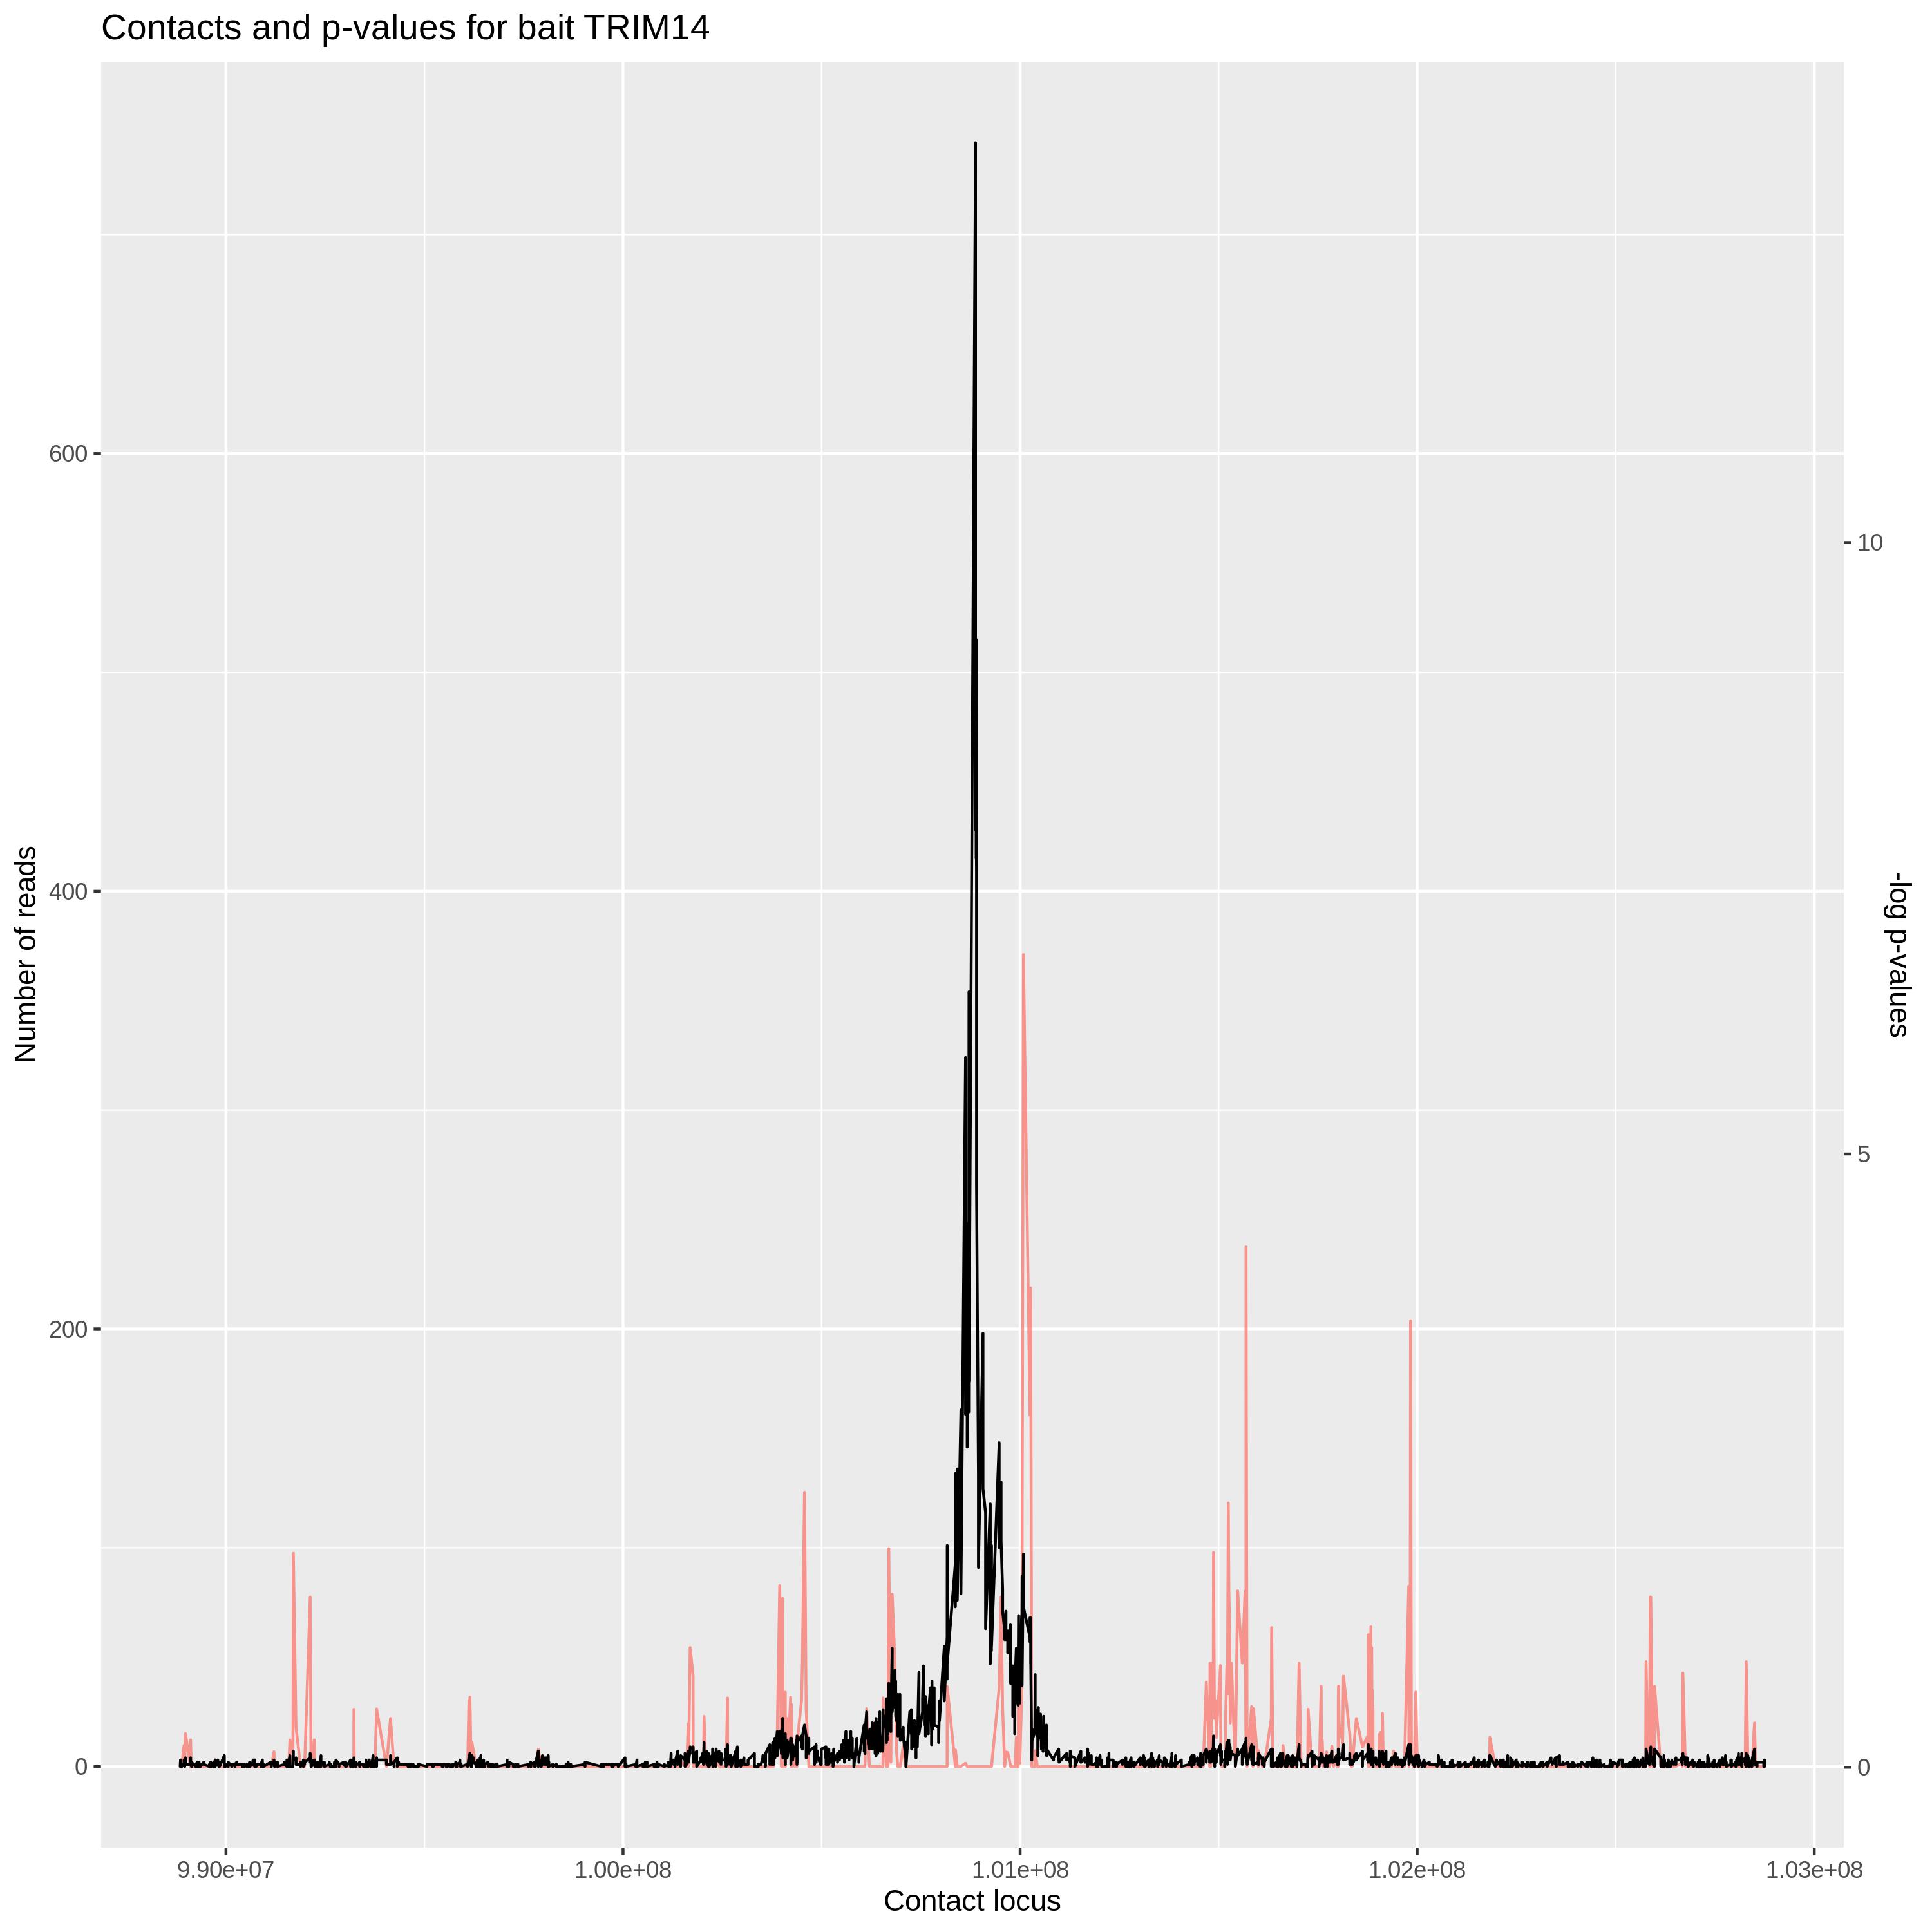 Contacts and p-values for bait TRIM14
600
400
200
0
10
5
0
Number of reads
-log p-values
9.90e+07
1.00e+08
1.01e+08
1.02e+08
1.03e+08
Contact locus